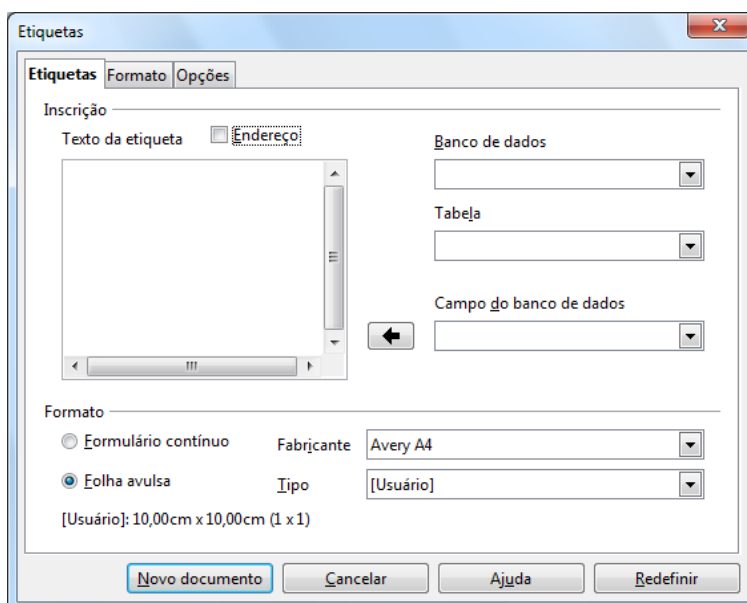 Etiquetas
Etiquetas Formato Opções
Inscrição
Texto da etiqueta Endereço
Banco de dados
Tabela
Campo do banco de dados
Formato
Formulário contínuo Fabricante Avery A4
Folha avulsa Tipo [Usuário]
[Usuário]: 10,00cm x 10,00cm (1 x 1)
Novo documento Cancelar Ajuda Redefinir